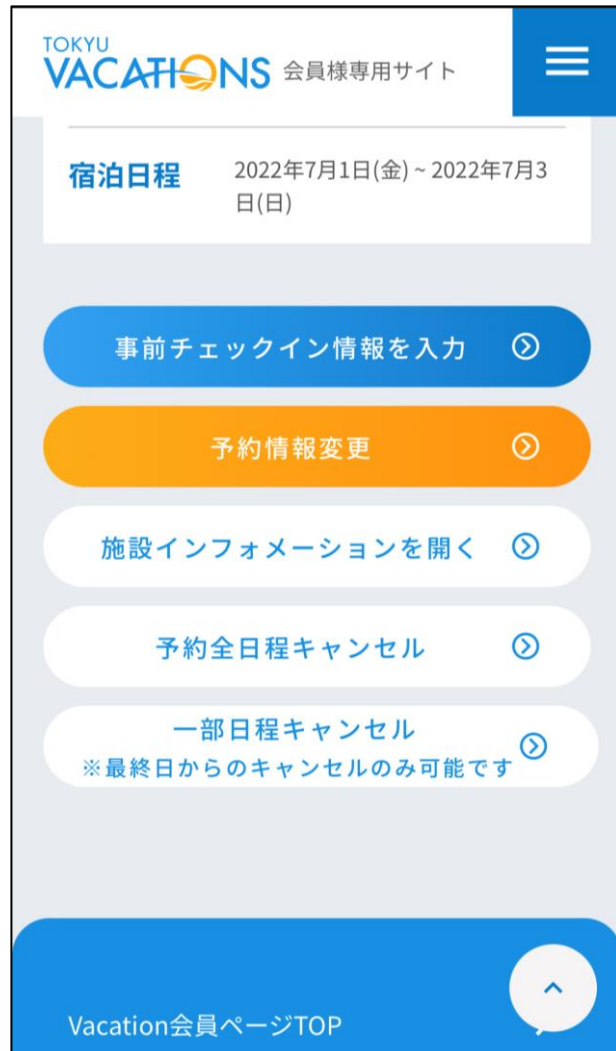 TOKYU
VACATIONS 会員様専用サイト
宿泊日程 2022年7月1日(金) ~ 2022年7月3
日(日)
事前チェックイン情報を入力
予約情報変更
施設インフォメーションを開く
予約全日程キャンセル
一部日程キャンセル
※最終日からのキャンセルのみ可能です
Vacation会員ページTOP